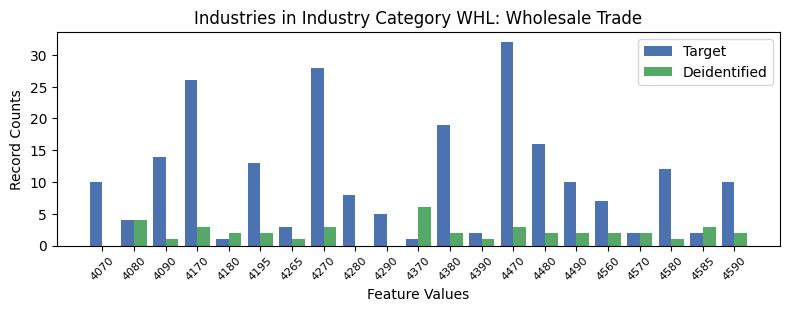 Industries in Industry Category WHL: Wholesale Trade
Target
Deidentified
Record Counts
30
25
20
15
10
5
0
4070 4080 4090 4170 4180 4195 4265 4270 4280 4290 4370 4380 4390 4470 4480 4490 4560 4570 4580 4585 4590
Feature Values